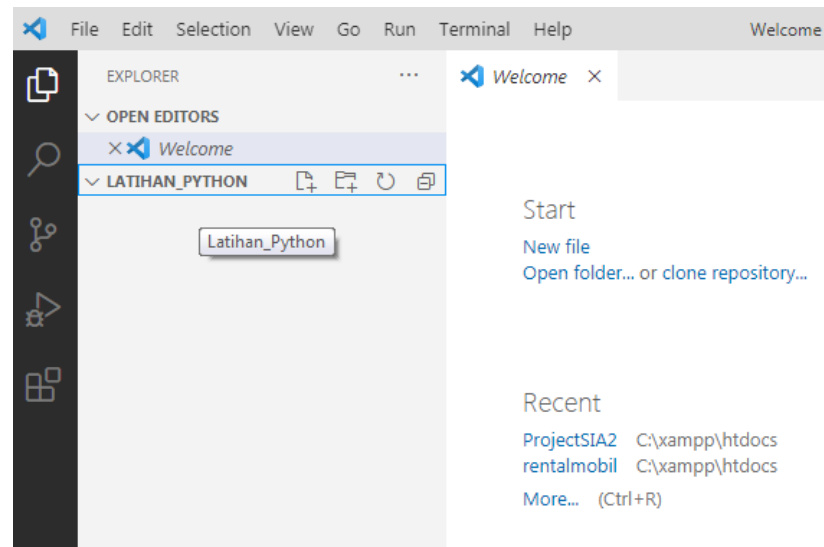 File Edit Selection View Go Run Terminal Help Welcome
EXPLORER ...
OPEN EDITORS
Welcome
LATIHAN_PYTHON
Latihan_Python
Welcome
Start
New file
Open folder... or clone repository...
Recent
ProjectSIA2 C:\xampp\htdocs
rentalmobil C:\xampp\htdocs
More... (Ctrl+R)